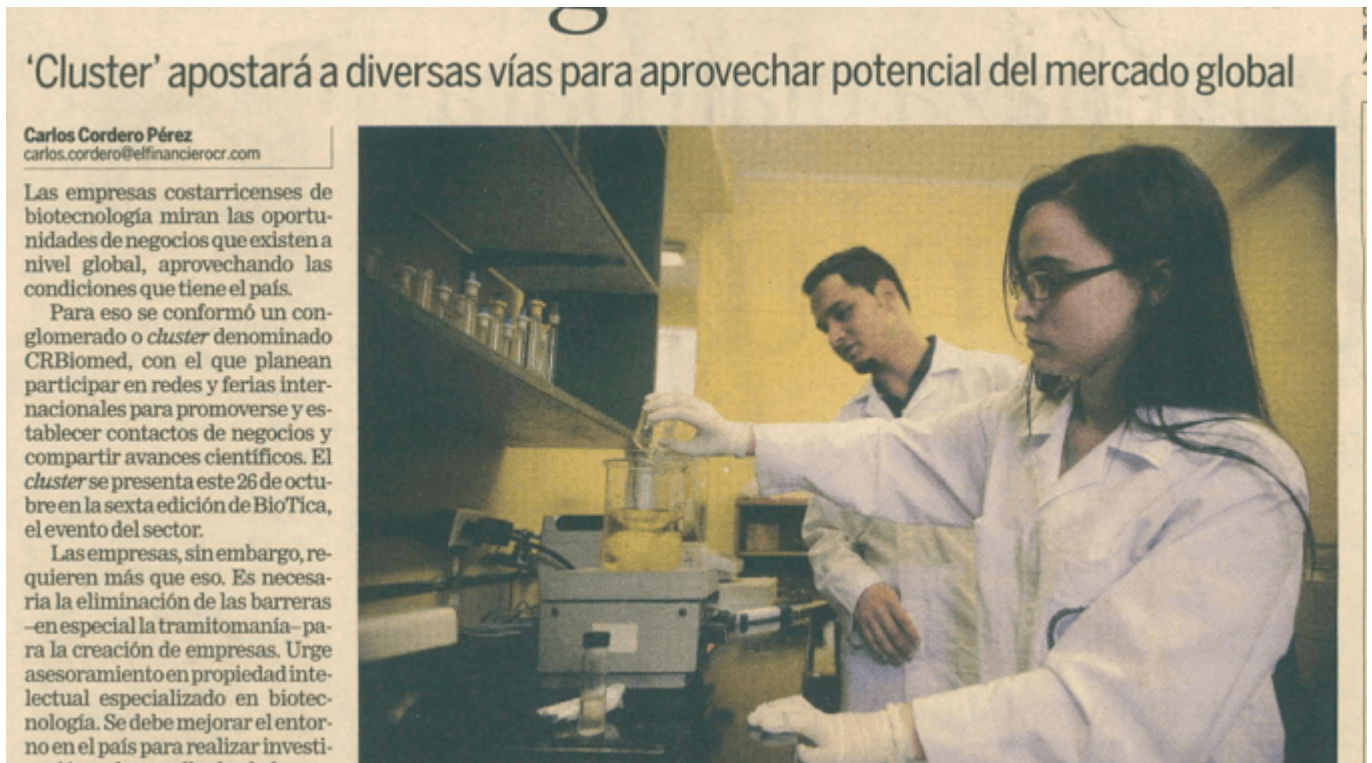 'Cluster' apostará a diversas vías para aprovechar potencial del mercado global
Carlos Cordero Pérez
carlos.cordero@elfinancierocr.com
Las empresas costarricenses de
biotecnología miran las oportu-
nidades de negocios que existen a
nivel global, aprovechando las
condiciones que tiene el país.
Para eso se conformó un con-
glomerado o cluster denominado
CRBiomed, con el que planean
participar en redes y ferias inter-
nacionales para promoverse y es-
tablecer contactos de negocios y
compartir avances científicos. El
cluster se presenta este 26 de octu-
bre en la sexta edición de BioTica,
el evento del sector.
Las empresas, sin embargo, re-
quieren más que eso. Es necesa-
ria la eliminación de las barreras
–en especial la tramitomanía– pa-
ra la creación de empresas. Urge
asesoramiento en propiedad inte-
lectual especializado en biotec-
nología. Se debe mejorar el entor-
no en el país para realizar investi-